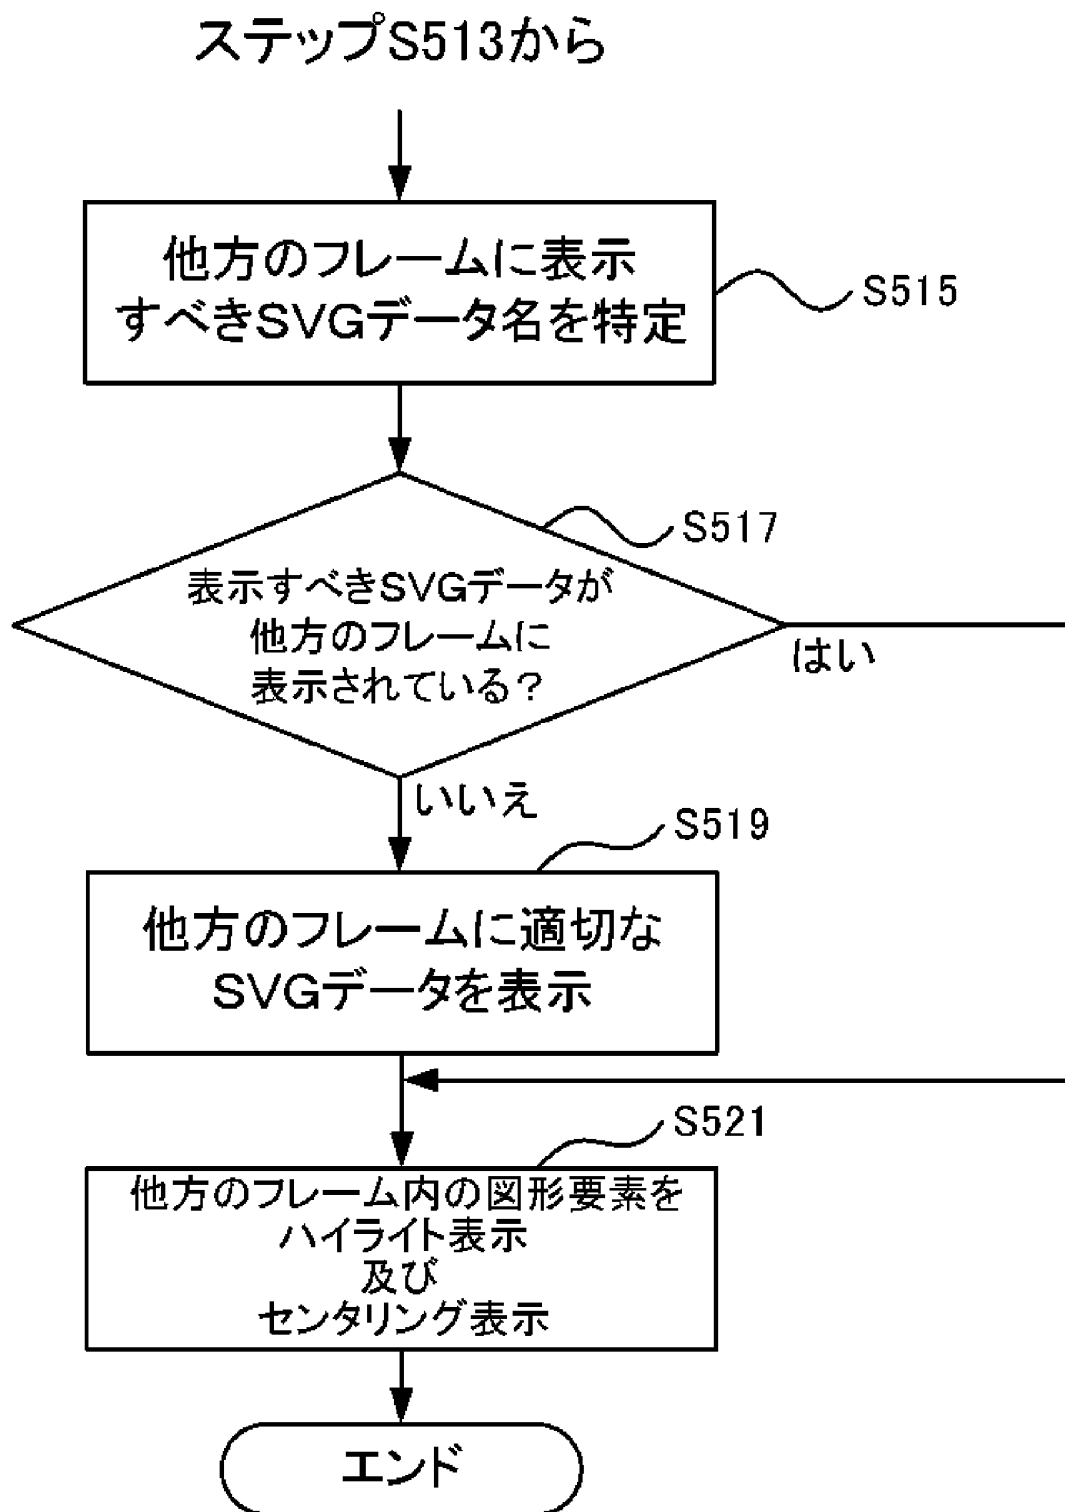 ステップS513から
他方のフレームに表示
すべきSVGデータ名を特定
S515
S517
表示すべきSVGデータが
他方のフレームに
表示されている?
はい
いいえ
S519
他方のフレームに適切な
SVGデータを表示
S521
他方のフレーム内の図形要素を
ハイライト表示
及び
センタリング表示
エンド